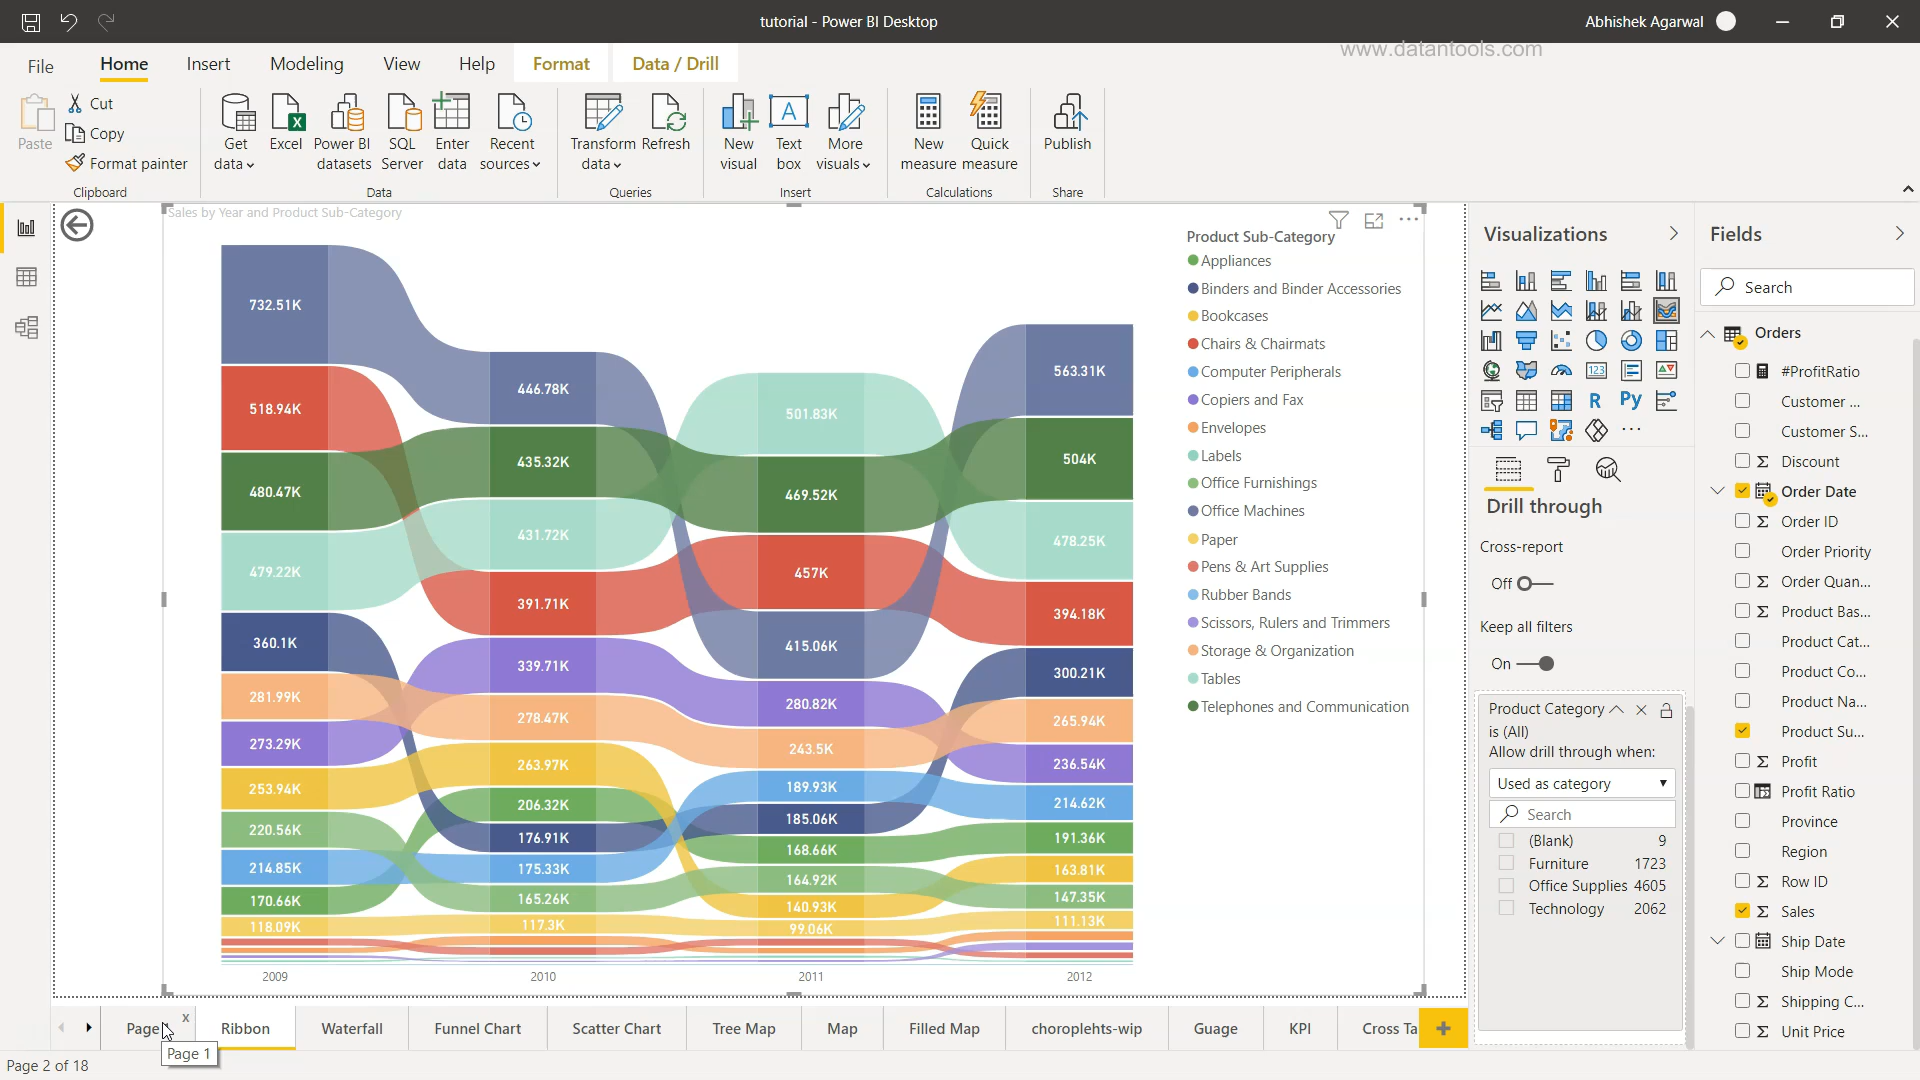 tutorial - Power BI Desktop
Abhishek Agarwal
www.datantools.com
File
Home
Insert
Modeling
View
Help
Format
Data / Drill
Paste
Cut
Copy
Format painter
Clipboard
Get data
Excel
Power BI datasets
SQL Server
Enter data
Recent sources
Data
Transform data
Refresh
Queries
New visual
A
Text box
More visuals
Insert
New measure
Quick measure
Calculations
Publish
Share
Sales by Year and Product Sub-Category
732.51K
518.94K
480.47K
479.22K
360.1K
281.99K
273.29K
253.94K
220.56K
214.85K
170.66K
118.09K
2009
446.78K
435.32K
431.72K
391.71K
339.71K
278.47K
263.97K
206.32K
176.91K
175.33K
165.26K
117.3K
2010
501.83K
469.52K
457K
415.06K
280.82K
243.5K
189.93K
185.06K
168.66K
164.92K
140.93K
99.06K
2011
563.31K
504K
478.25K
394.18K
300.21K
265.94K
236.54K
214.62K
191.36K
163.81K
147.35K
111.13K
2012
Product Sub-Category
Appliances
Binders and Binder Accessories
Bookcases
Chairs & Chairmats
Computer Peripherals
Copiers and Fax
Envelopes
Labels
Office Furnishings
Office Machines
Paper
Pens & Art Supplies
Rubber Bands
Scissors, Rulers and Trimmers
Storage & Organization
Tables
Telephones and Communication
Visualizations
123
R
Py
Drill through
Cross-report
Off
Keep all filters
On
Product Category
is (All)
Allow drill through when:
Used as category
Search
(Blank) 9
Furniture 1723
Office Supplies 4605
Technology 2062
Fields
Search
Orders
#ProfitRatio
Customer ...
Customer S...
Discount
Order Date
Order ID
Order Priority
Order Quan...
Product Bas...
Product Cat...
Product Co...
Product Na...
Product Su...
Profit
Profit Ratio
Province
Region
Row ID
Sales
Ship Date
Ship Mode
Shipping C...
Unit Price
Page 1
x
Ribbon
Waterfall
Funnel Chart
Scatter Chart
Tree Map
Map
Filled Map
choroplehts-wip
Guage
KPI
Cross Ta
Page 1
Page 2 of 18